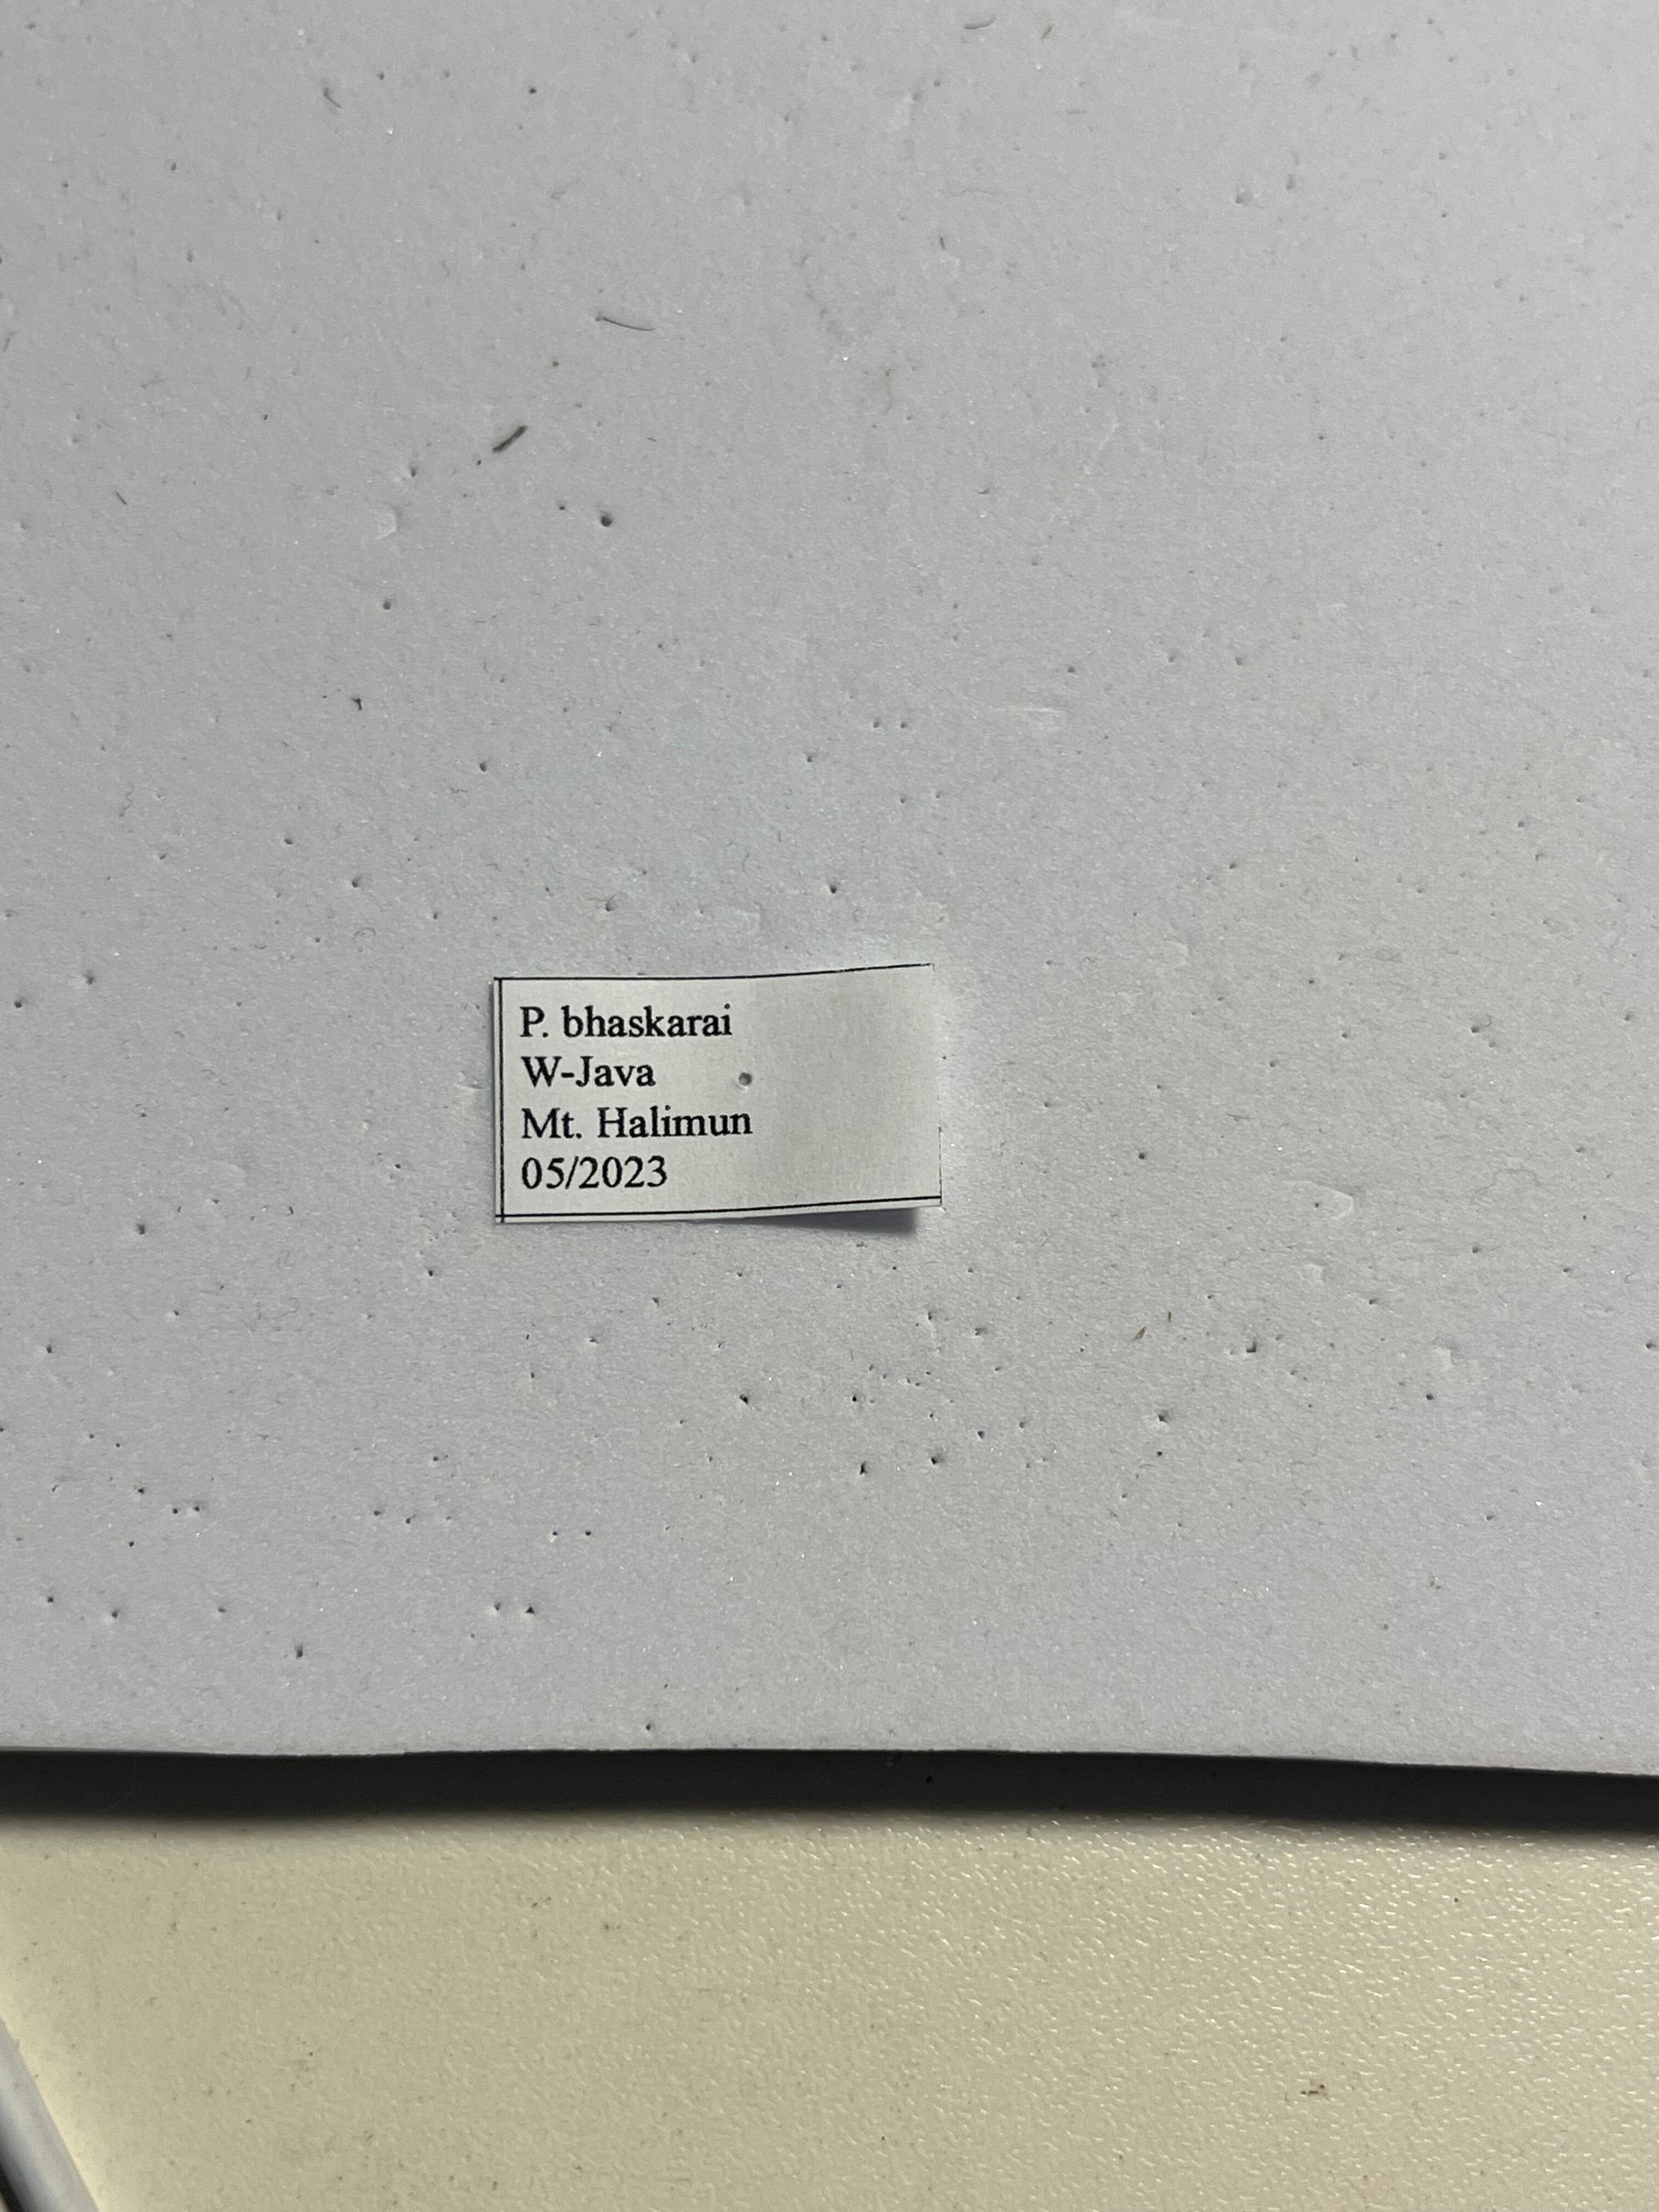 P. bhaskarai
W-Java
Mt. Halimun
05/2023